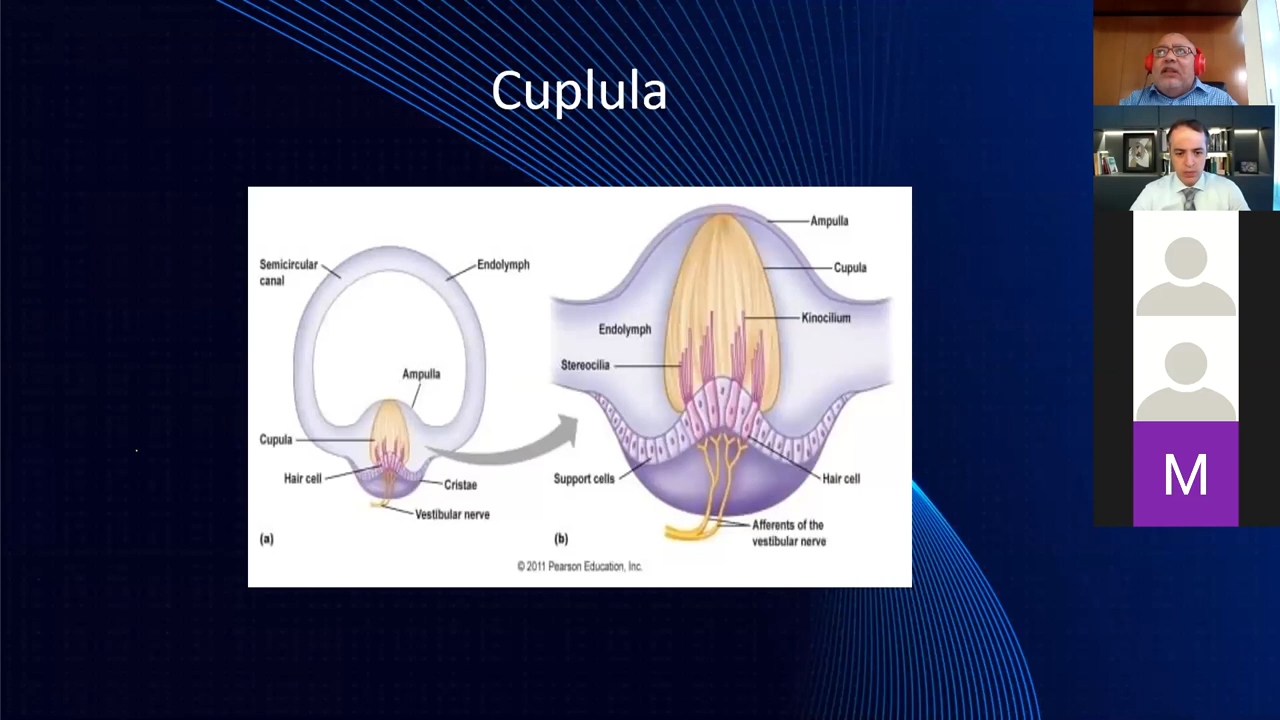 Cuplula
Semicircular
canal
Endolymph
Ampulla
Cupula
Hair cell
Cristae
Vestibular nerve
(a)
Ampulla
Cupula
Kinocilium
Endolymph
Stereocilia
Support cells
Hair cell
Afferents of the
vestibular nerve
(b)
© 2011 Pearson Education, Inc.
M